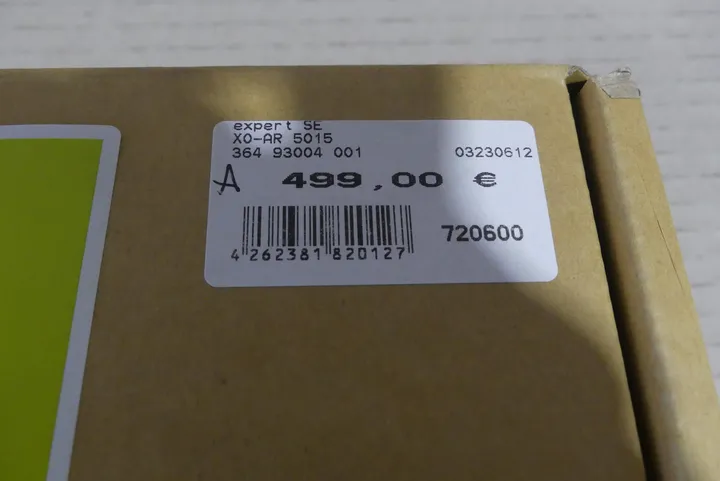 expert SE
XO-AR 5015
364 93004 001 03230612
A 499,00 €
4 262381 820127 720600